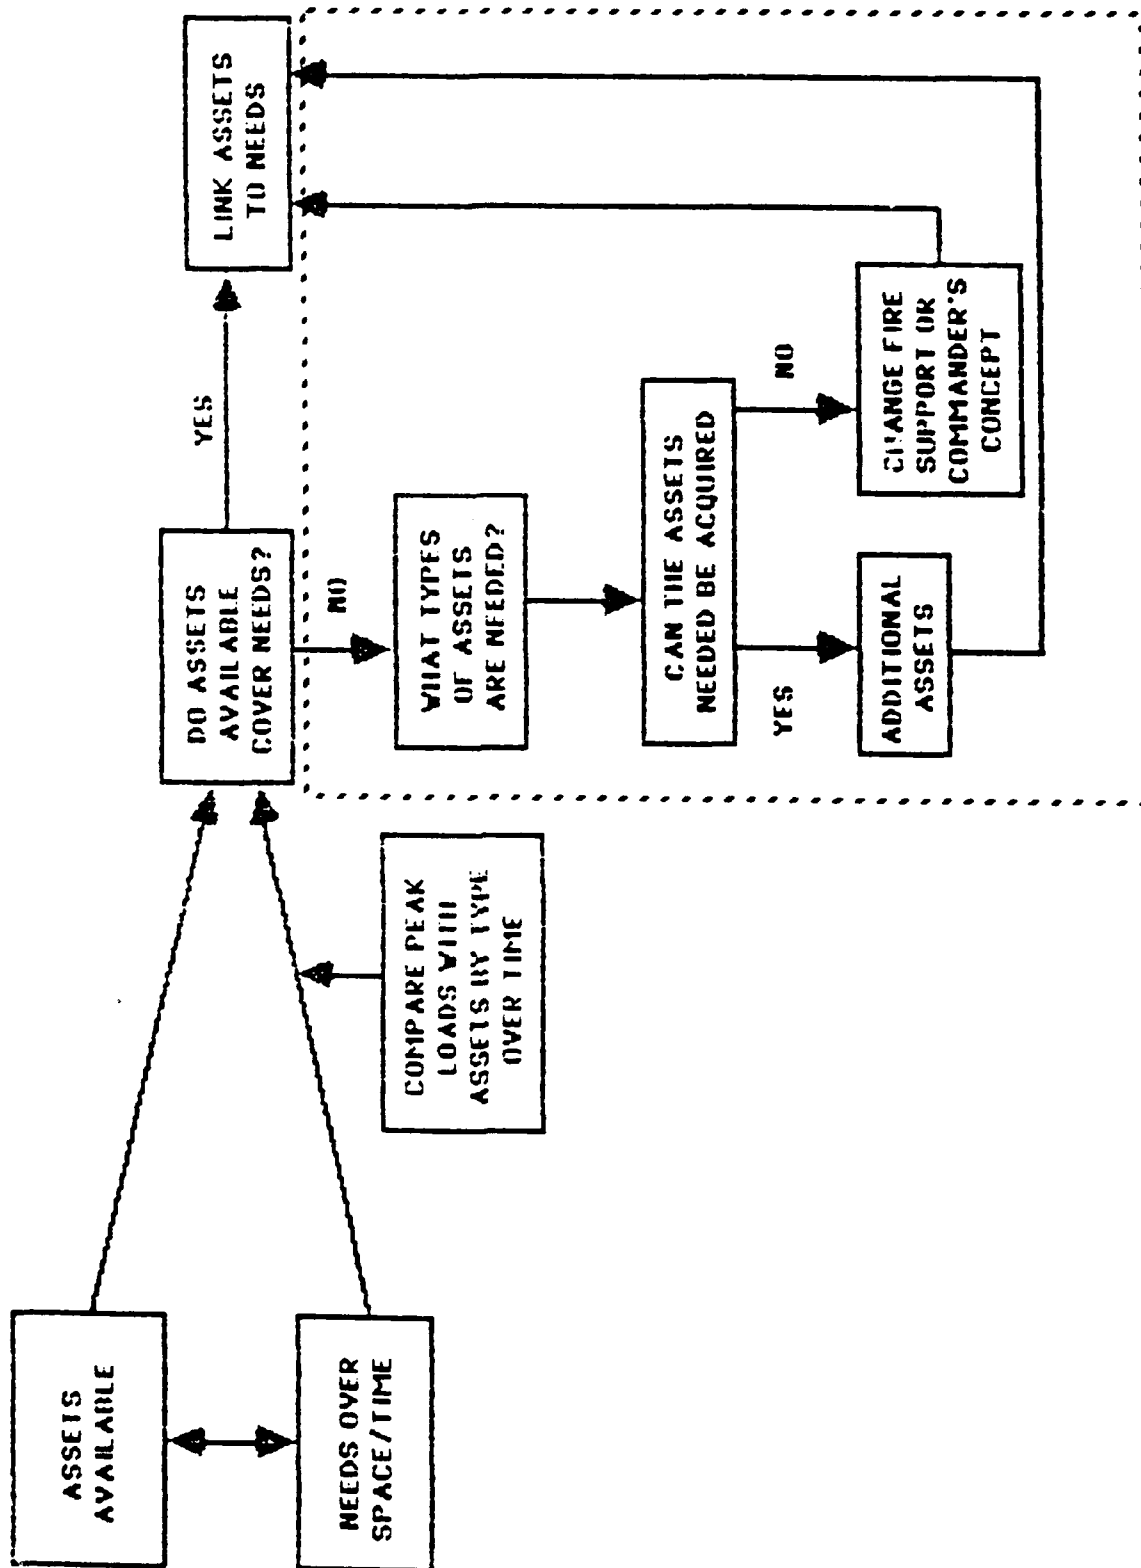 ASSETS
AVAILABLE
NEEDS OVER
SPACE/TIME
COMPARE PEAK
LOADS WITH
ASSETS BY TYPE
OVER TIME
DO ASSETS
AVAILABLE
COVER NEEDS?
YES
LINK ASSETS
TO NEEDS
NO
WHAT TYPES
OF ASSETS
ARE NEEDED?
CAN THE ASSETS
NEEDED BE ACQUIRED
YES
NO
ADDITIONAL
ASSETS
CHANGE FIRE
SUPPORT OR
COMMANDER'S
CONCEPT